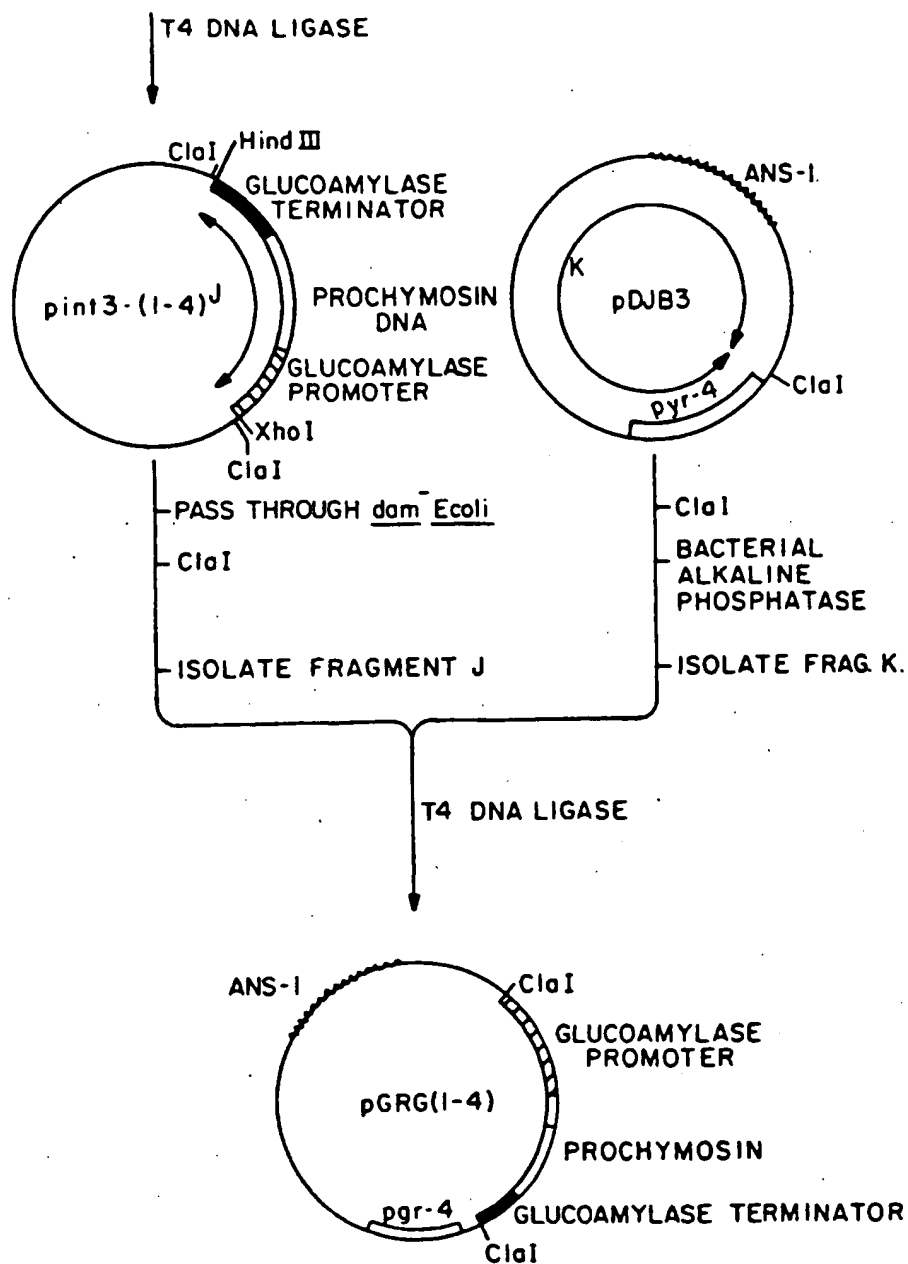 T4 DNA LIGASE
ClaI
Hind III
GLUCOAMYLASE
TERMINATOR
pint3-(1-4)J
PROCHYMOSIN
DNA
GLUCOAMYLASE
PROMOTER
XhoI
ClaI
ANS-1.
K
pDJB3
ClaI
pyr-4
PASS THROUGH dam- Ecoli
ClaI
ISOLATE FRAGMENT J
ClaI
BACTERIAL
ALKALINE
PHOSPHATASE
ISOLATE FRAG. K.
T4 DNA LIGASE
ANS-1
ClaI
GLUCOAMYLASE
PROMOTER
pGRG(1-4)
PROCHYMOSIN
pgr-4
GLUCOAMYLASE TERMINATOR
ClaI